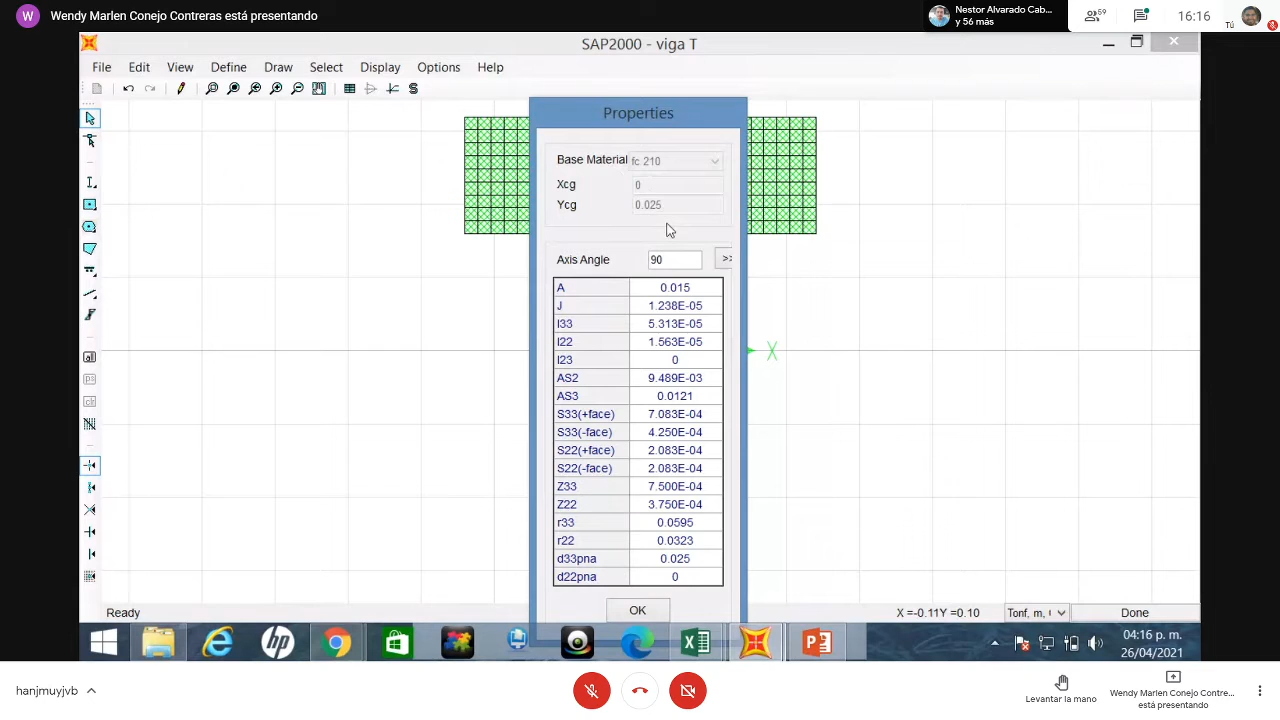 W Wendy Marlen Conejo Contreras está presentando
Nestor Alvarado Cab...
y 56 más
59
16:16
Tú
SAP2000 - viga T
File Edit View Define Draw Select Display Options Help
Properties
Base Material fc 210
Xcg 0
Ycg 0.025
Axis Angle 90 >>
A 0.015
J 1.238E-05
I33 5.313E-05
I22 1.563E-05
I23 0
AS2 9.489E-03
AS3 0.0121
S33(+face) 7.083E-04
S33(-face) 4.250E-04
S22(+face) 2.083E-04
S22(-face) 2.083E-04
Z33 7.500E-04
Z22 3.750E-04
r33 0.0595
r22 0.0323
d33pna 0.025
d22pna 0
OK
X
all
ps
clr
Ready
X =-0.11Y =0.10
Tonf, m, C
Done
04:16 p. m.
26/04/2021
hanjmuyjvb
Levantar la mano
Wendy Marlen Conejo Contre...
está presentando